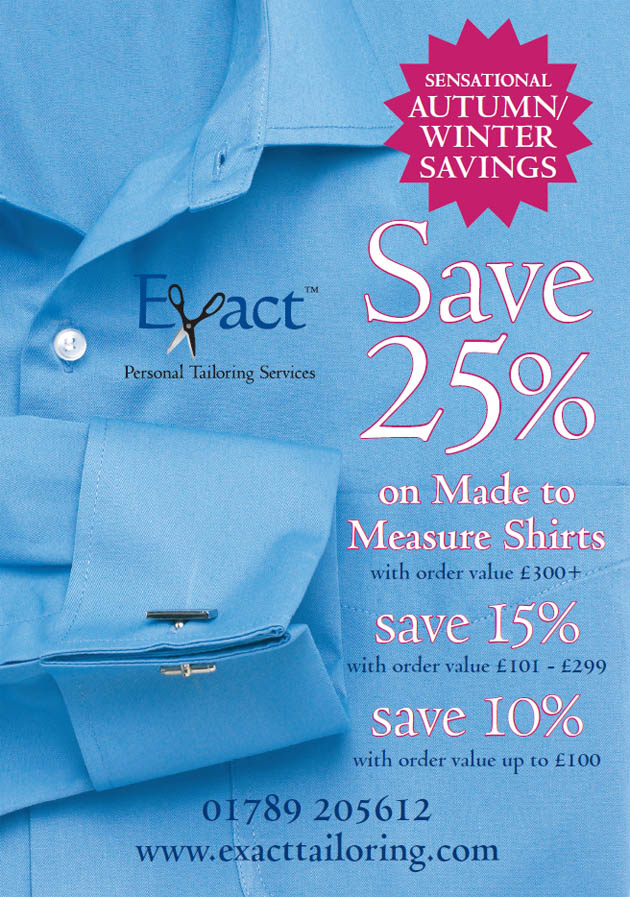 SENSATIONAL
AUTUMN/
WINTER
SAVINGS
Save
25%
Exact™
Personal Tailoring Services
on Made to
Measure Shirts
with order value £300+
save 15%
with order value £101 - £299
save 10%
with order value up to £100
01789 205612
www.exacttailoring.com